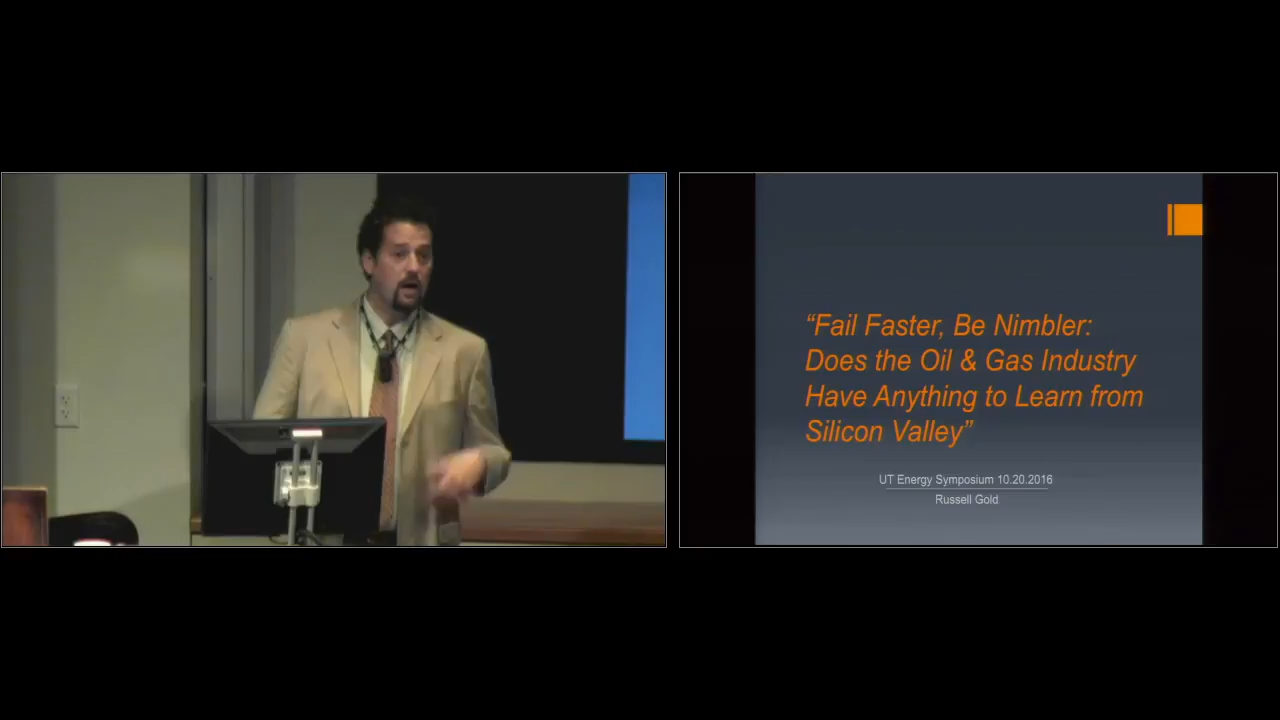 “Fail Faster, Be Nimbler:
Does the Oil & Gas Industry
Have Anything to Learn from
Silicon Valley”
UT Energy Symposium 10.20.2016
Russell Gold